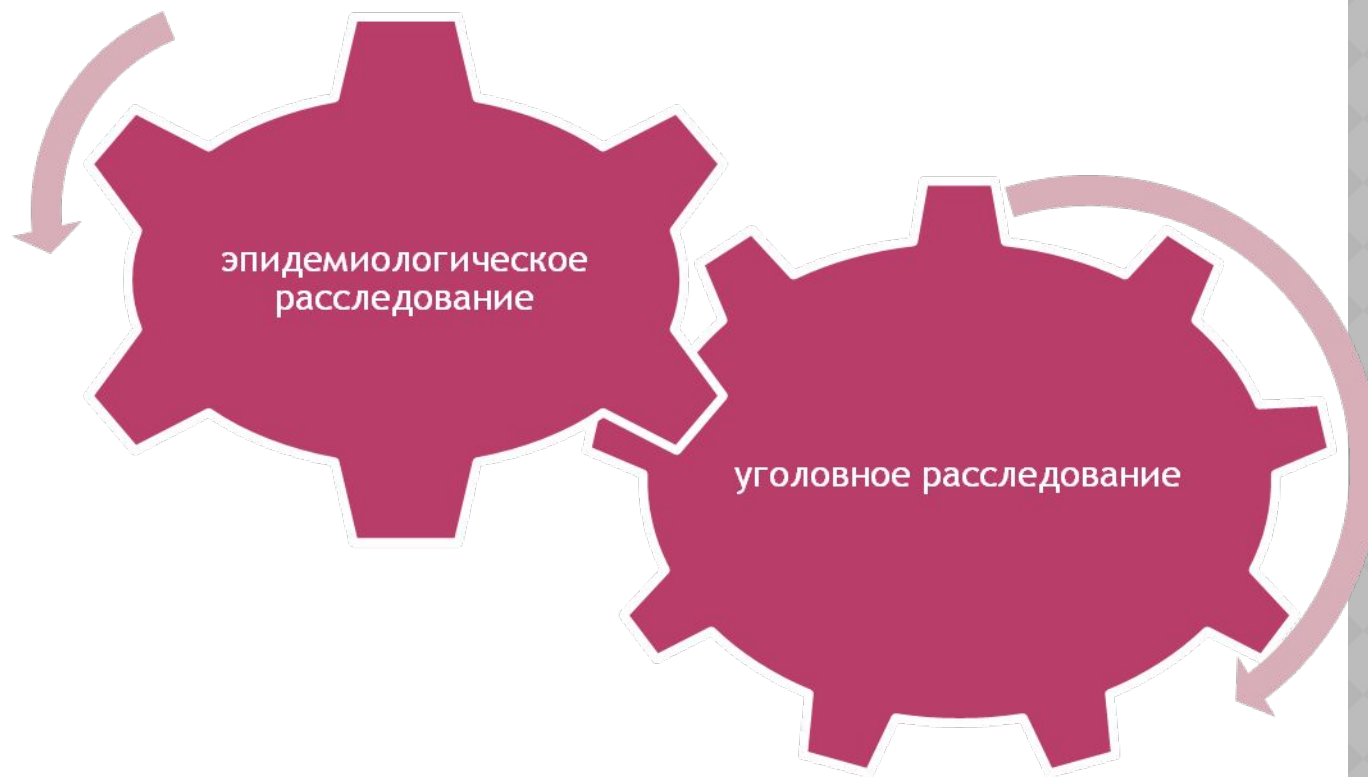 эпидемиологическое
расследование
уголовное расследование